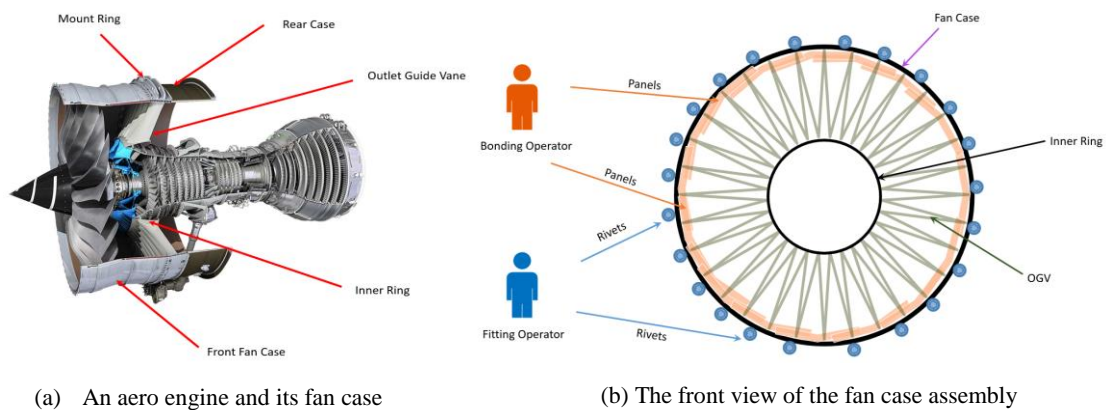 Mount Ring
Rear Case
Outlet Guide Vane
Inner Ring
Front Fan Case
(a) An aero engine and its fan case
Fan Case
Panels
Bonding Operator
Inner Ring
Panels
Rivets
OGV
Fitting Operator
Rivets
(b) The front view of the fan case assembly